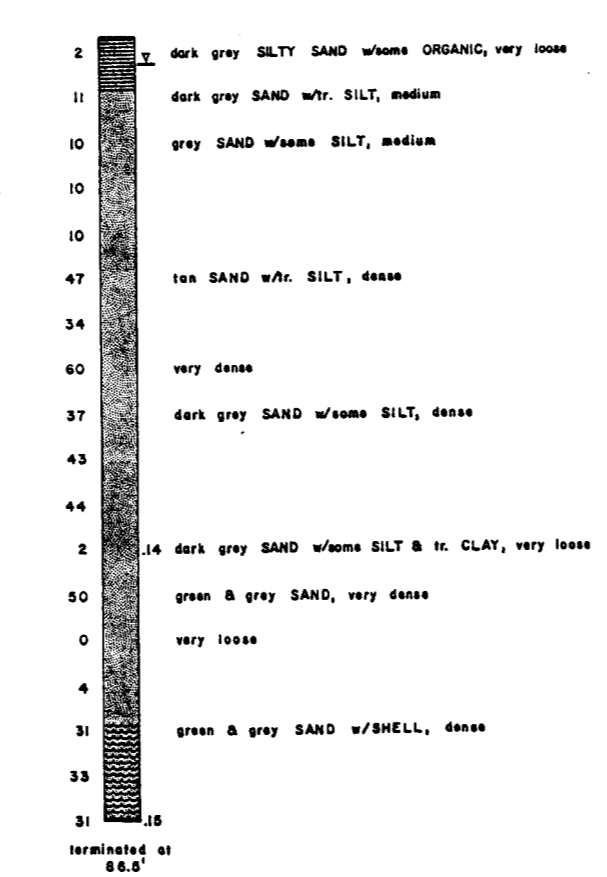 2 ∇ dark grey SILTY SAND w/some ORGANIC, very loose
11 dark grey SAND w/tr. SILT, medium
10 grey SAND w/some SILT, medium
10
10
47 tan SAND w/tr. SILT, dense
34
60 very dense
37 dark grey SAND w/some SILT, dense
43
44
2 .14 dark grey SAND w/some SILT & tr. CLAY, very loose
50 green & grey SAND, very dense
0 very loose
4
31 green & grey SAND w/SHELL, dense
33
31 .15
terminated at
86.5'